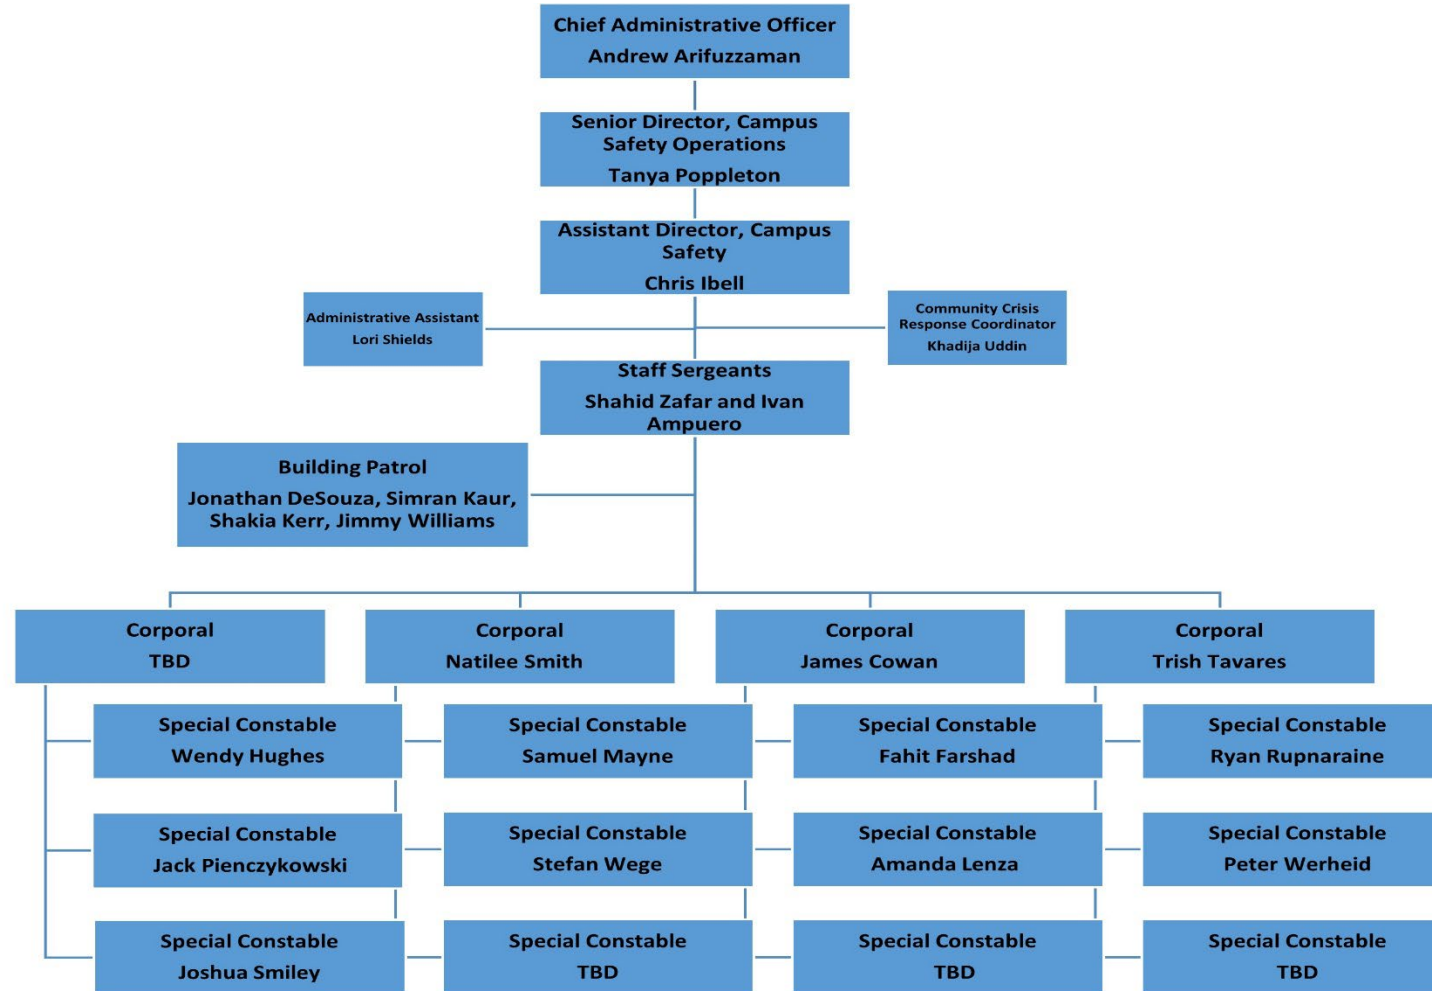 Chief Administrative Officer
Andrew Arifuzzaman
Senior Director, Campus
Safety Operations
Tanya Poppleton
Assistant Director, Campus
Safety
Chris Ibell
Administrative Assistant
Lori Shields
Community Crisis
Response Coordinator
Khadija Uddin
Staff Sergeants
Shahid Zafar and Ivan
Ampuero
Building Patrol
Jonathan DeSouza, Simran Kaur,
Shakia Kerr, Jimmy Williams
Corporal
TBD
Corporal
Natilee Smith
Corporal
James Cowan
Corporal
Trish Tavares
Special Constable
Wendy Hughes
Special Constable
Samuel Mayne
Special Constable
Fahit Farshad
Special Constable
Ryan Rupnaraine
Special Constable
Jack Pienczykowski
Special Constable
Stefan Wege
Special Constable
Amanda Lenza
Special Constable
Peter Werheid
Special Constable
Joshua Smiley
Special Constable
TBD
Special Constable
TBD
Special Constable
TBD